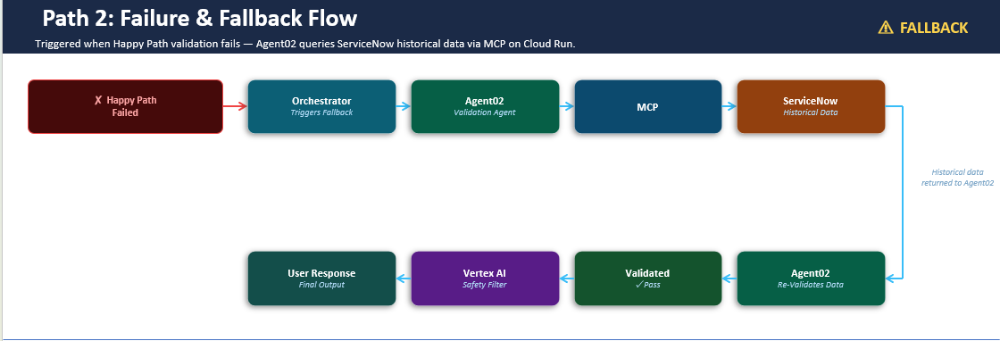 Path 2: Failure & Fallback Flow
Triggered when Happy Path validation fails — Agent02 queries ServiceNow historical data via MCP on Cloud Run.
⚠ FALLBACK
✘ Happy Path
Failed
Orchestrator
Triggers Fallback
Agent02
Validation Agent
MCP
ServiceNow
Historical Data
Historical data
returned to Agent02
User Response
Final Output
Vertex AI
Safety Filter
Validated
✓ Pass
Agent02
Re-Validates Data